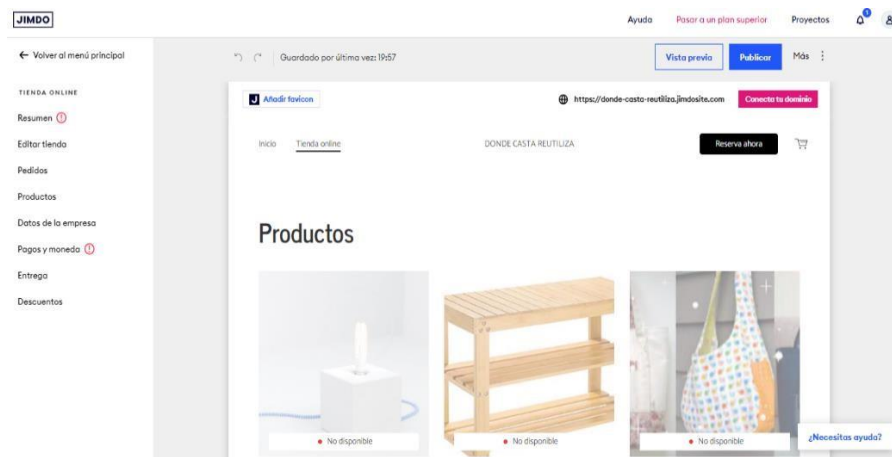 JIMDO
Ayuda
Pasar a un plan superior
Proyectos
1
← Volver al menú principal
Guardado por última vez: 19:57
Vista previa
Publicar
Más
TIENDA ONLINE
Resumen
Editar tienda
Pedidos
Productos
Datos de la empresa
Pagos y moneda
Entrega
Descuentos
J Añadir favicon
https://donde-casta-reutiliza.jimdosite.com
Conecta tu dominio
Inicio
Tienda online
DONDE CASTA REUTILIZA
Reserva ahora
Productos
No disponible
No disponible
No disponible
¿Necesitas ayuda?